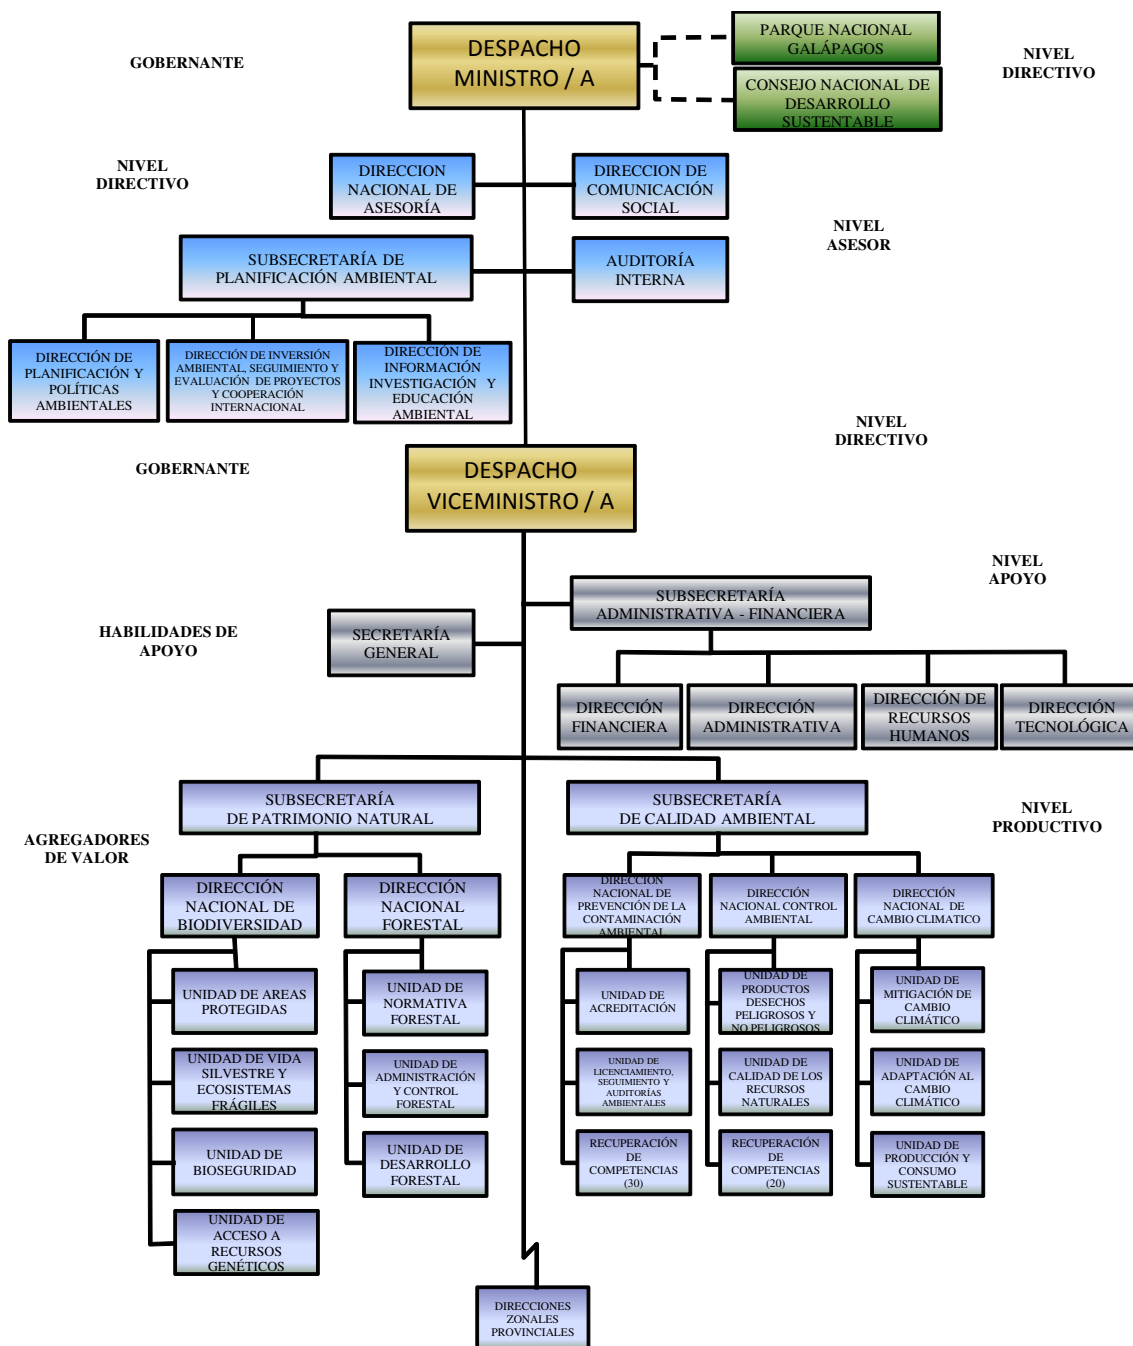 DESPACHO
MINISTRO / A
PARQUE NACIONAL
GALÁPAGOS
CONSEJO NACIONAL DE
DESARROLLO
SUSTENTABLE
GOBERNANTE
NIVEL
DIRECTIVO
NIVEL
DIRECTIVO
DIRECCION
NACIONAL DE
ASESORÍA
DIRECCION DE
COMUNICACIÓN
SOCIAL
NIVEL
ASESOR
SUBSECRETARÍA DE
PLANIFICACIÓN AMBIENTAL
AUDITORÍA
INTERNA
DIRECCIÓN DE
PLANIFICACIÓN Y
POLÍTICAS
AMBIENTALES
DIRECCIÓN DE INVERSIÓN
AMBIENTAL, SEGUIMIENTO Y
EVALUACIÓN DE PROYECTOS
Y COOPERACIÓN
INTERNACIONAL
DIRECCIÓN DE
INFORMACIÓN
INVESTIGACIÓN Y
EDUCACIÓN
AMBIENTAL
NIVEL
DIRECTIVO
GOBERNANTE
DESPACHO
VICEMINISTRO / A
NIVEL
APOYO
SUBSECRETARÍA
ADMINISTRATIVA - FINANCIERA
HABILIDADES DE
APOYO
SECRETARÍA
GENERAL
DIRECCIÓN
FINANCIERA
DIRECCIÓN
ADMINISTRATIVA
DIRECCIÓN DE
RECURSOS
HUMANOS
DIRECCIÓN
TECNOLÓGICA
SUBSECRETARÍA
DE PATRIMONIO NATURAL
SUBSECRETARÍA
DE CALIDAD AMBIENTAL
NIVEL
PRODUCTIVO
AGREGADORES
DE VALOR
DIRECCIÓN
NACIONAL DE
BIODIVERSIDAD
DIRECCIÓN
NACIONAL
FORESTAL
DIRECCIÓN
NACIONAL DE
PREVENCIÓN DE LA
CONTAMINACIÓN
AMBIENTAL
DIRECCIÓN
NACIONAL CONTROL
AMBIENTAL
DIRECCIÓN
NACIONAL DE
CAMBIO CLIMATICO
UNIDAD DE AREAS
PROTEGIDAS
UNIDAD DE
NORMATIVA
FORESTAL
UNIDAD DE
ACREDITACIÓN
UNIDAD DE
PRODUCTOS
DESECHOS
PELIGROSOS Y
NO PELIGROSOS
UNIDAD DE
MITIGACIÓN DE
CAMBIO
CLIMÁTICO
UNIDAD DE VIDA
SILVESTRE Y
ECOSISTEMAS
FRÁGILES
UNIDAD DE
ADMINISTRACIÓN
Y CONTROL
FORESTAL
UNIDAD DE
LICENCIAMIENTO,
SEGUIMIENTO Y
AUDITORÍAS
AMBIENTALES
UNIDAD DE
CALIDAD DE LOS
RECURSOS
NATURALES
UNIDAD DE
ADAPTACIÓN AL
CAMBIO
CLIMÁTICO
UNIDAD DE
BIOSEGURIDAD
UNIDAD DE
DESARROLLO
FORESTAL
RECUPERACIÓN
DE
COMPETENCIAS
(30)
RECUPERACIÓN
DE
COMPETENCIAS
(20)
UNIDAD DE
PRODUCCIÓN Y
CONSUMO
SUSTENTABLE
UNIDAD DE
ACCESO A
RECURSOS
GENÉTICOS
DIRECCIONES
ZONALES
PROVINCIALES